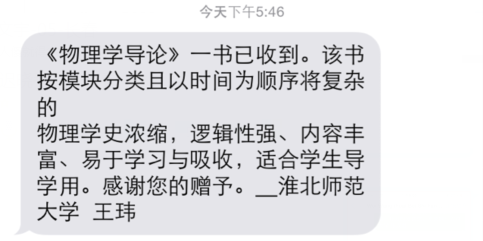 今天下午5:46
《物理学导论》一书已收到。该书
按模块分类且以时间为顺序将复杂
的
物理学史浓缩，逻辑性强、内容丰
富、易于学习与吸收，适合学生导
学用。感谢您的赠予。__淮北师范
大学 王玮